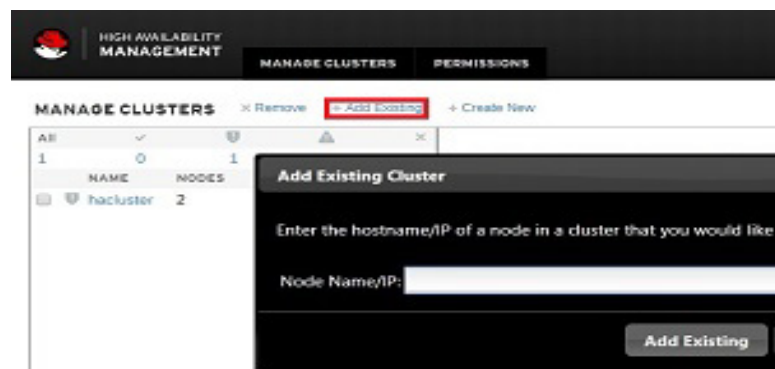 HIGH AVAILABILITY
MANAGEMENT
MANAGE CLUSTERS PERMISSIONS
MANAGE CLUSTERS × Remove + Add Existing + Create New
All
1 0 1
NAME NODES
hacluster 2
Add Existing Cluster
Enter the hostname/IP of a node in a cluster that you would like
Node Name/IP:
Add Existing